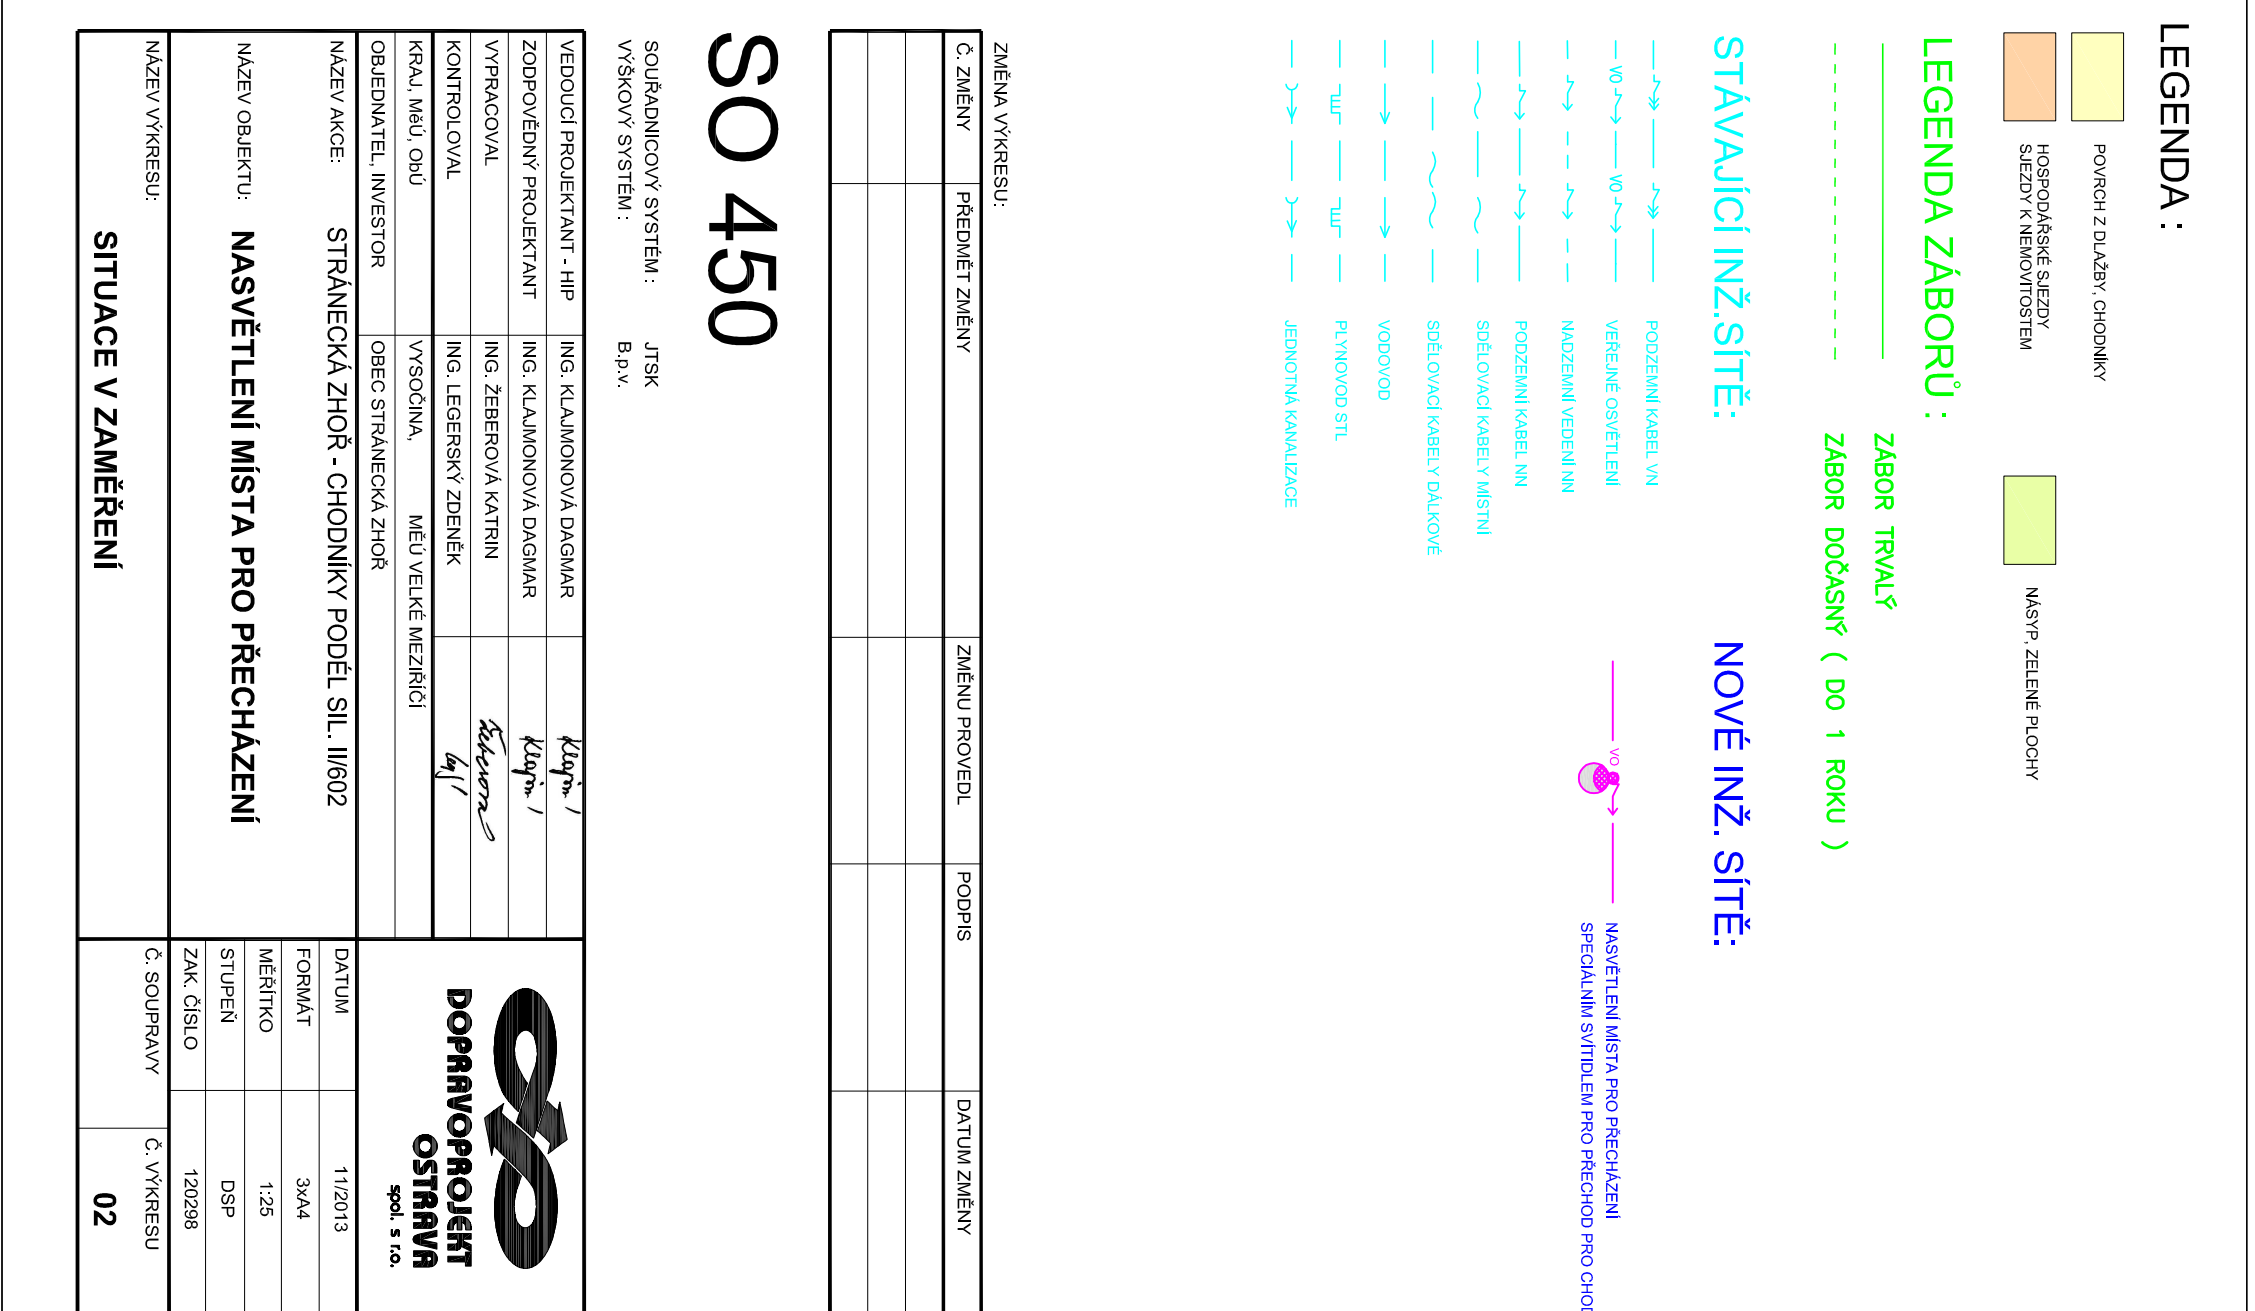 LEGENDA :
POVRCH Z DLAŽBY, CHODNÍKY
HOSPODÁŘSKÉ SJEZDY
SJEZDY K NEMOVITOSTEM
NÁSYP, ZELENÉ PLOCHY
LEGENDA ZÁBORŮ :
ZÁBOR TRVALÝ
ZÁBOR DOČASNÝ ( DO 1 ROKU )
STÁVAJÍCÍ INŽ.SÍTĚ:
PODZEMNÍ KABEL VN
VO VO VEŘEJNÉ OSVĚTLENÍ
NADZEMNÍ VEDENÍ NN
PODZEMNÍ KABEL NN
SDĚLOVACÍ KABELY MÍSTNÍ
SDĚLOVACÍ KABELY DÁLKOVÉ
VODOVOD
PLYNOVOD STL
JEDNOTNÁ KANALIZACE
NOVÉ INŽ. SÍTĚ:
VO
NASVĚTLENÍ MÍSTA PRO PŘECHÁZENÍ
SPECIÁLNÍM SVÍTIDLEM PRO PŘECHOD PRO CHOD
ZMĚNA VÝKRESU:
Č. ZMĚNY PŘEDMĚT ZMĚNY ZMĚNU PROVEDL PODPIS DATUM ZMĚNY
SO 450
SOUŘADNICOVÝ SYSTÉM : JTSK
VÝŠKOVÝ SYSTÉM : B.p.v.
VEDOUCÍ PROJEKTANT - HIP ING. KLAJMONOVÁ DAGMAR
ZODPOVĚDNÝ PROJEKTANT ING. KLAJMONOVÁ DAGMAR
VYPRACOVAL ING. ŽEBEROVÁ KATRIN
KONTROLOVAL ING. LEGERSKÝ ZDENĚK
KRAJ, MěÚ, ObÚ VYSOČINA, MĚÚ VELKÉ MEZIŘÍČÍ
OBJEDNATEL, INVESTOR OBEC STRÁNECKÁ ZHOŘ
DOPRAVOPROJEKT
OSTRAVA
spol. s r.o.
NÁZEV AKCE: STRÁNECKÁ ZHOŘ - CHODNÍKY PODÉL SIL. II/602
NÁZEV OBJEKTU: NASVĚTLENÍ MÍSTA PRO PŘECHÁZENÍ
DATUM 11/2013
FORMÁT 3xA4
MĚŘÍTKO 1:25
STUPEŇ DSP
ZAK. ČÍSLO 120298
NÁZEV VÝKRESU:
SITUACE V ZAMĚŘENÍ
Č. SOUPRAVY Č. VÝKRESU
02